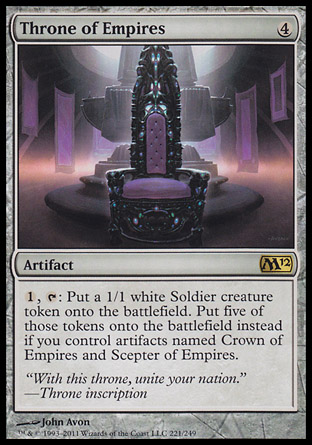 Throne of Empires 4
Artifact M12
1, : Put a 1/1 white Soldier creature
token onto the battlefield. Put five of
those tokens onto the battlefield instead
if you control artifacts named Crown of
Empires and Scepter of Empires.
"With this throne, unite your nation."
—Throne inscription
John Avon
™ & © 1993–2011 Wizards of the Coast LLC 221/249